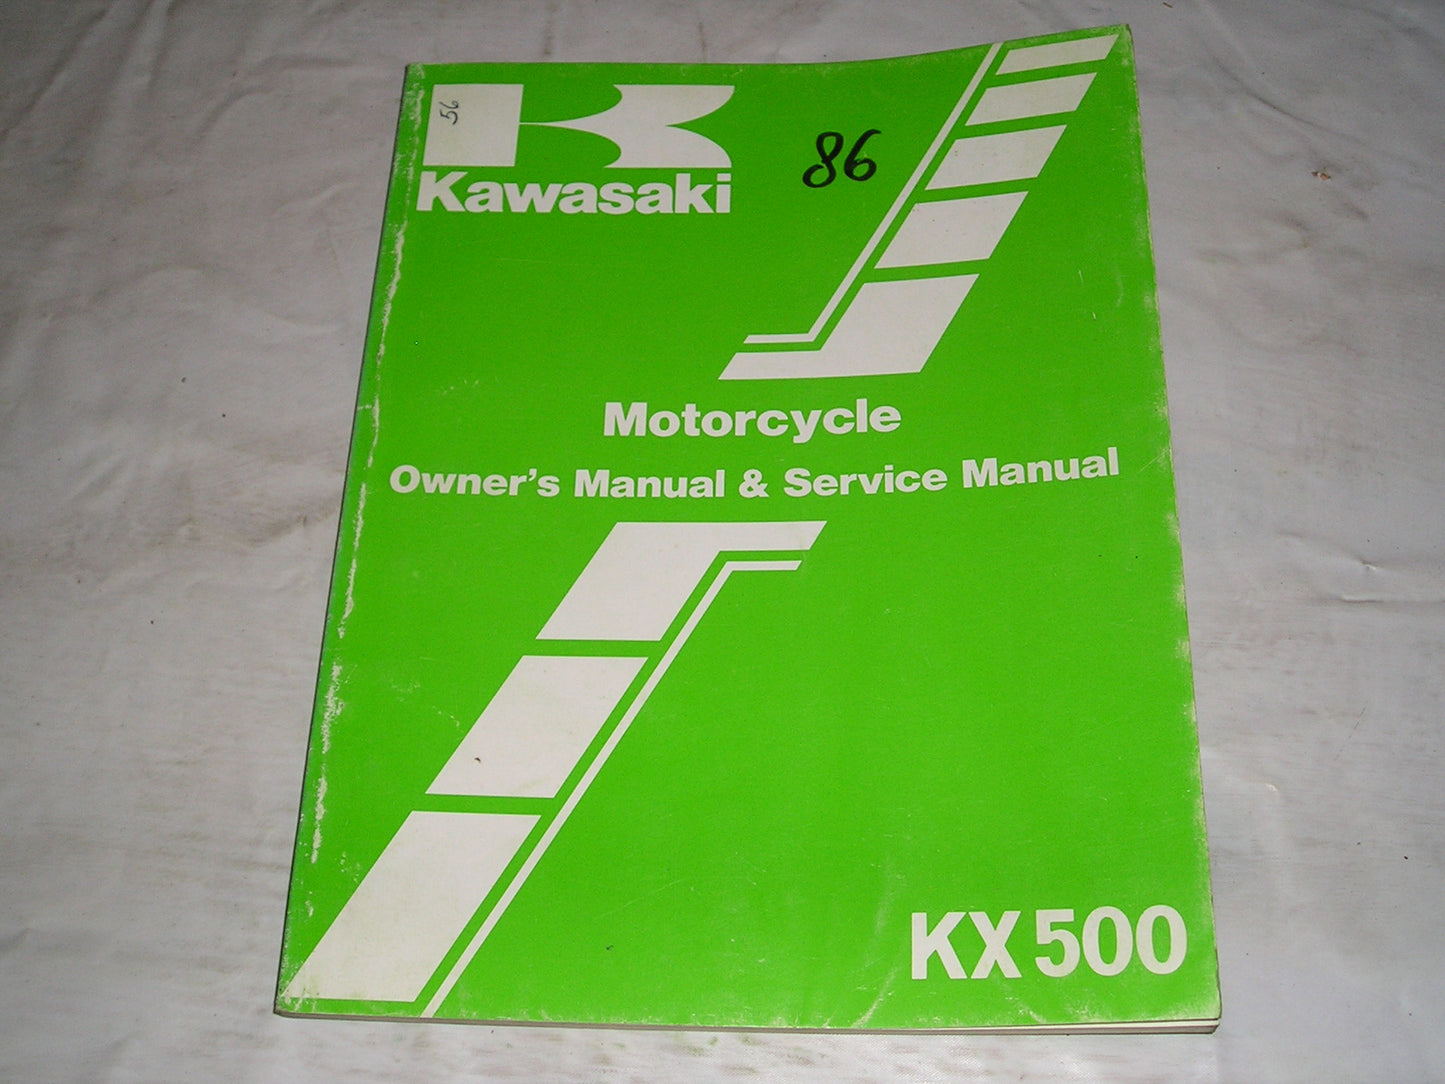 56
Kawasaki
86
Motorcycle
Owner's Manual & Service Manual
KX500